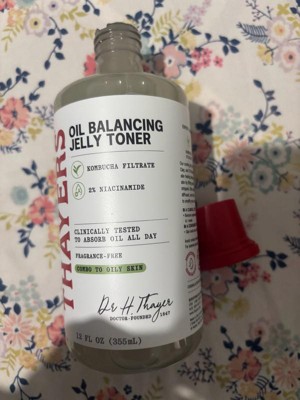 THAYERS
OIL BALANCING
JELLY TONER
KOMBUCHA FILTRATE
2% NIACINAMIDE
CLINICALLY TESTED
TO ABSORB OIL ALL DAY
FRAGRANCE-FREE
COMBO TO OILY SKIN
Dr H. Thayer
DOCTOR-FOUNDED 1847
12 FL OZ (355mL)